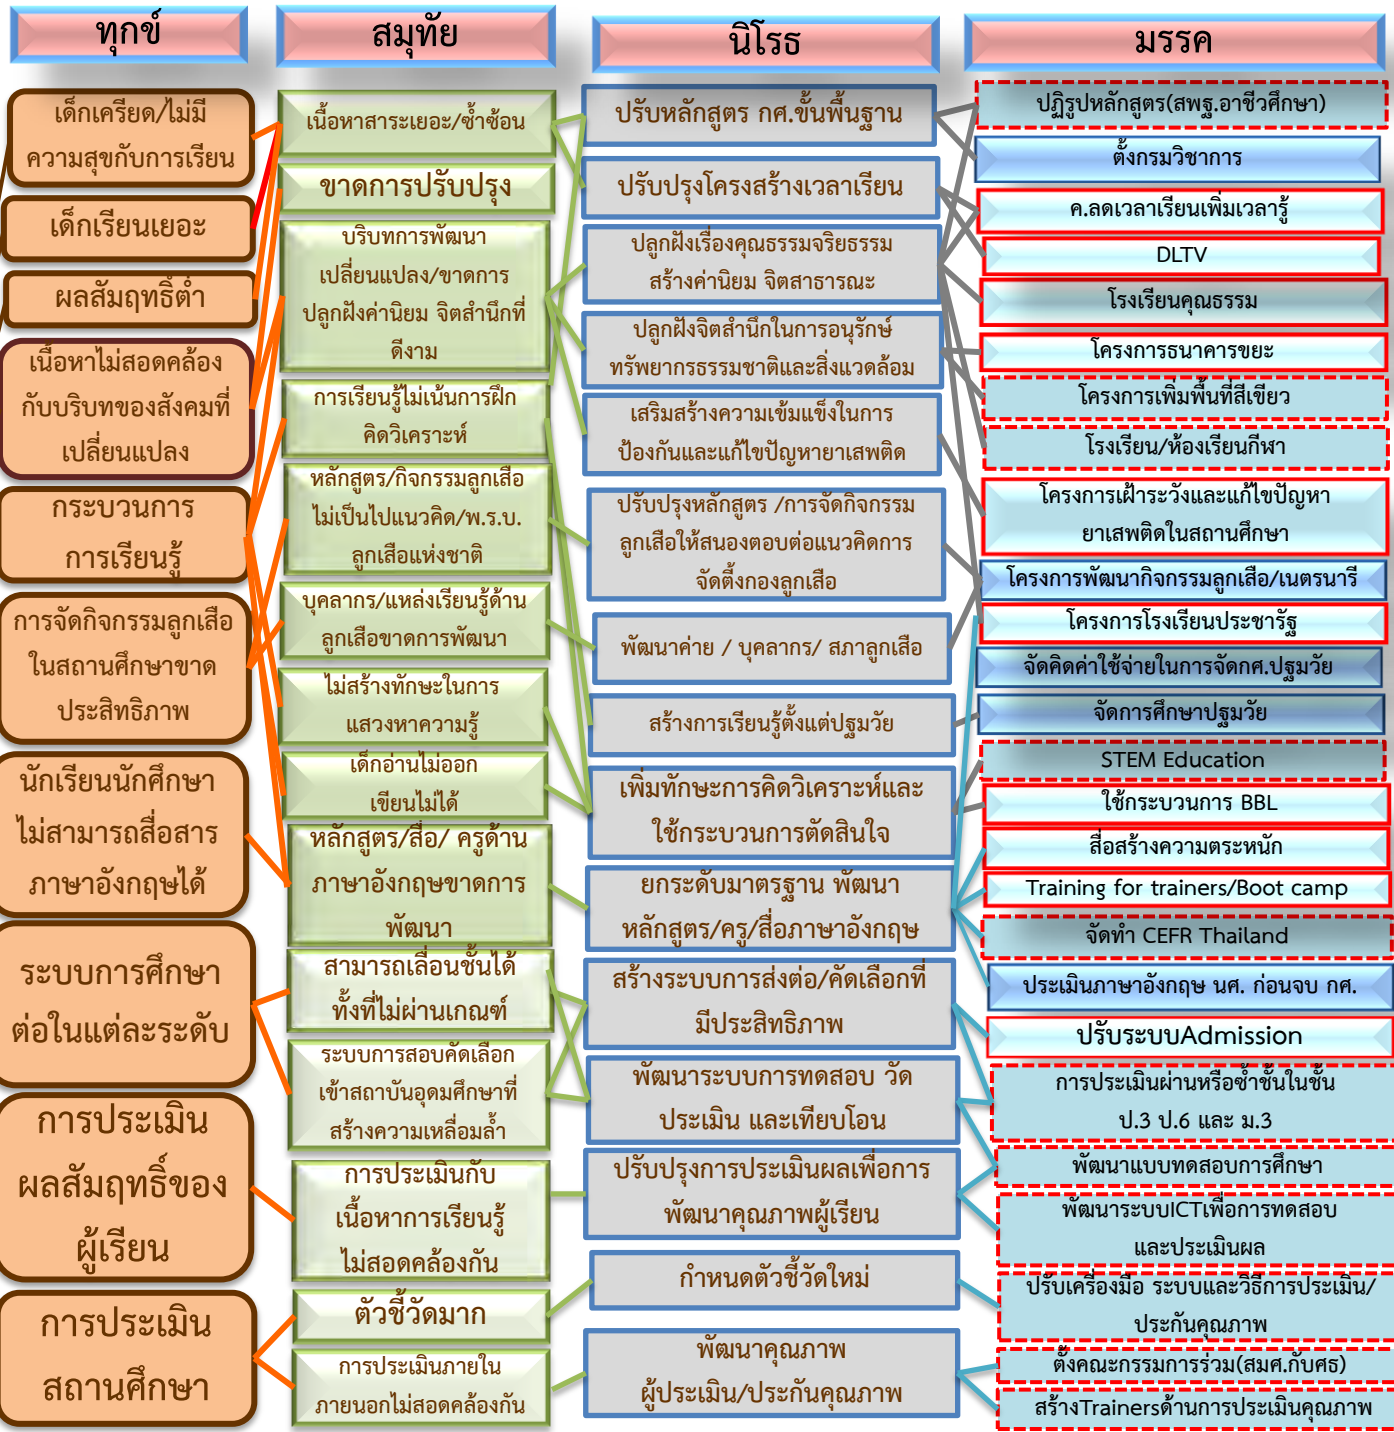 ทุกข์
เด็กเครียด/ไม่มี
ความสุขกับการเรียน
เด็กเรียนเยอะ
ผลสัมฤทธิ์ต่ำ
เนื้อหาไม่สอดคล้อง
กับบริบทของสังคมที่
เปลี่ยนแปลง
กระบวนการ
การเรียนรู้
การจัดกิจกรรมลูกเสือ
ในสถานศึกษาขาด
ประสิทธิภาพ
นักเรียนนักศึกษา
ไม่สามารถสื่อสาร
ภาษาอังกฤษได้
ระบบการศึกษา
ต่อในแต่ละระดับ
การประเมิน
ผลสัมฤทธิ์ของ
ผู้เรียน
การประเมิน
สถานศึกษา
สมุทัย
เนื้อหาสาระเยอะ/ซ้ำซ้อน
ขาดการปรับปรุง
บริบทการพัฒนา
เปลี่ยนแปลง/ขาดการ
ปลูกฝังค่านิยม จิตสำนึกที่
ดีงาม
การเรียนรู้ไม่เน้นการฝึก
คิดวิเคราะห์
หลักสูตร/กิจกรรมลูกเสือ
ไม่เป็นไปแนวคิด/พ.ร.บ.
ลูกเสือแห่งชาติ
บุคลากร/แหล่งเรียนรู้ด้าน
ลูกเสือขาดการพัฒนา
ไม่สร้างทักษะในการ
แสวงหาความรู้
เด็กอ่านไม่ออก
เขียนไม่ได้
หลักสูตร/สื่อ/ ครูด้าน
ภาษาอังกฤษขาดการ
พัฒนา
สามารถเลื่อนชั้นได้
ทั้งที่ไม่ผ่านเกณฑ์
ระบบการสอบคัดเลือก
เข้าสถาบันอุดมศึกษาที่
สร้างความเหลื่อมล้ำ
การประเมินกับ
เนื้อหาการเรียนรู้
ไม่สอดคล้องกัน
ตัวชี้วัดมาก
การประเมินภายใน
ภายนอกไม่สอดคล้องกัน
นิโรธ
ปรับหลักสูตร กศ.ขั้นพื้นฐาน
ปรับปรุงโครงสร้างเวลาเรียน
ปลูกฝังเรื่องคุณธรรมจริยธรรม
สร้างค่านิยม จิตสาธารณะ
ปลูกฝังจิตสำนึกในการอนุรักษ์
ทรัพยากรธรรมชาติและสิ่งแวดล้อม
เสริมสร้างความเข้มแข็งในการ
ป้องกันและแก้ไขปัญหายาเสพติด
ปรับปรุงหลักสูตร /การจัดกิจกรรม
ลูกเสือให้สนองตอบต่อแนวคิดการ
จัดตี้งกองลูกเสือ
พัฒนาค่าย / บุคลากร/ สภาลูกเสือ
สร้างการเรียนรู้ตั้งแต่ปฐมวัย
เพิ่มทักษะการคิดวิเคราะห์และ
ใช้กระบวนการตัดสินใจ
ยกระดับมาตรฐาน พัฒนา
หลักสูตร/ครู/สื่อภาษาอังกฤษ
สร้างระบบการส่งต่อ/คัดเลือกที่
มีประสิทธิภาพ
พัฒนาระบบการทดสอบ วัด
ประเมิน และเทียบโอน
ปรับปรุงการประเมินผลเพื่อการ
พัฒนาคุณภาพผู้เรียน
กำหนดตัวชี้วัดใหม่
พัฒนาคุณภาพ
ผู้ประเมิน/ประกันคุณภาพ
มรรค
ปฏิรูปหลักสูตร(สพฐ.อาชีวศึกษา)
ตั้งกรมวิชาการ
ค.ลดเวลาเรียนเพิ่มเวลารู้
DLTV
โรงเรียนคุณธรรม
โครงการธนาคารขยะ
โครงการเพิ่มพื้นที่สีเขียว
โรงเรียน/ห้องเรียนกีฬา
โครงการเฝ้าระวังและแก้ไขปัญหา
ยาเสพติดในสถานศึกษา
โครงการพัฒนากิจกรรมลูกเสือ/เนตรนารี
โครงการโรงเรียนประชารัฐ
จัดคิดค่าใช้จ่ายในการจัดกศ.ปฐมวัย
จัดการศึกษาปฐมวัย
STEM Education
ใช้กระบวนการ BBL
สื่อสร้างความตระหนัก
Training for trainers/Boot camp
จัดทำ CEFR Thailand
ประเมินภาษาอังกฤษ นศ. ก่อนจบ กศ.
ปรับระบบAdmission
การประเมินผ่านหรือซ้ำชั้นในชั้น
ป.3 ป.6 และ ม.3
พัฒนาแบบทดสอบการศึกษา
พัฒนาระบบICTเพื่อการทดสอบ
และประเมินผล
ปรับเครื่องมือ ระบบและวิธีการประเมิน/
ประกันคุณภาพ
ตั้งคณะกรรมการร่วม(สมศ.กับศธ)
สร้างTrainersด้านการประเมินคุณภาพ